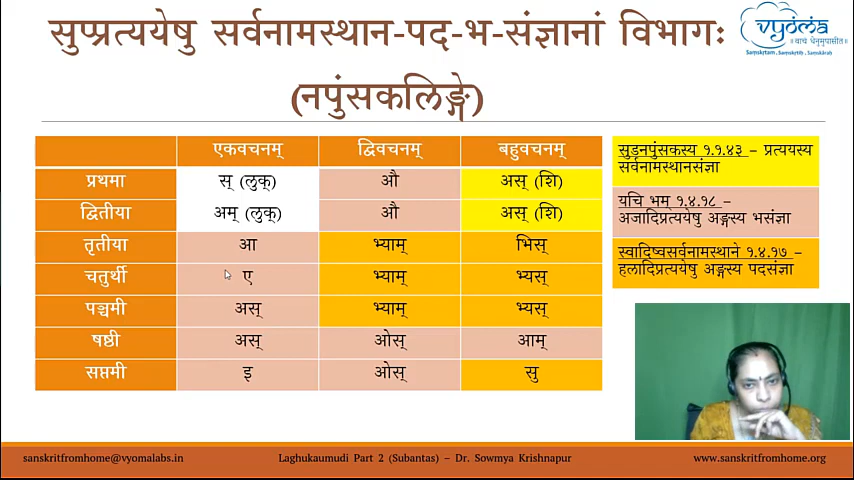 सुप्प्रत्ययेषु सर्वनामस्थान-पद-भ-संज्ञानां विभागः
(नपुंसकलिङ्गे)
vyoma
॥ वाचं धेनुमुपासीत ॥
Samskrtam, Samskriti, Samskårah
एकवचनम् द्विवचनम् बहुवचनम्
प्रथमा स् (लुक्) औ अस् (शि)
द्वितीया अम् (लुक्) औ अस् (शि)
तृतीया आ भ्याम् भिस्
चतुर्थी ए भ्याम् भ्यस्
पञ्चमी अस् भ्याम् भ्यस्
षष्ठी अस् ओस् आम्
सप्तमी इ ओस् सु
सुडनपुंसकस्य १.१.४३ – प्रत्ययस्य
सर्वनामस्थानसंज्ञा
यचि भम् १.४.१८ –
अजादिप्रत्ययेषु अङ्गस्य भसंज्ञा
स्वादिष्वसर्वनामस्थाने १.४.१७ –
हलादिप्रत्ययेषु अङ्गस्य पदसंज्ञा
sanskritfromhome@vyomalabs.in Laghukaumudi Part 2 (Subantas) – Dr. Sowmya Krishnapur www.sanskritfromhome.org